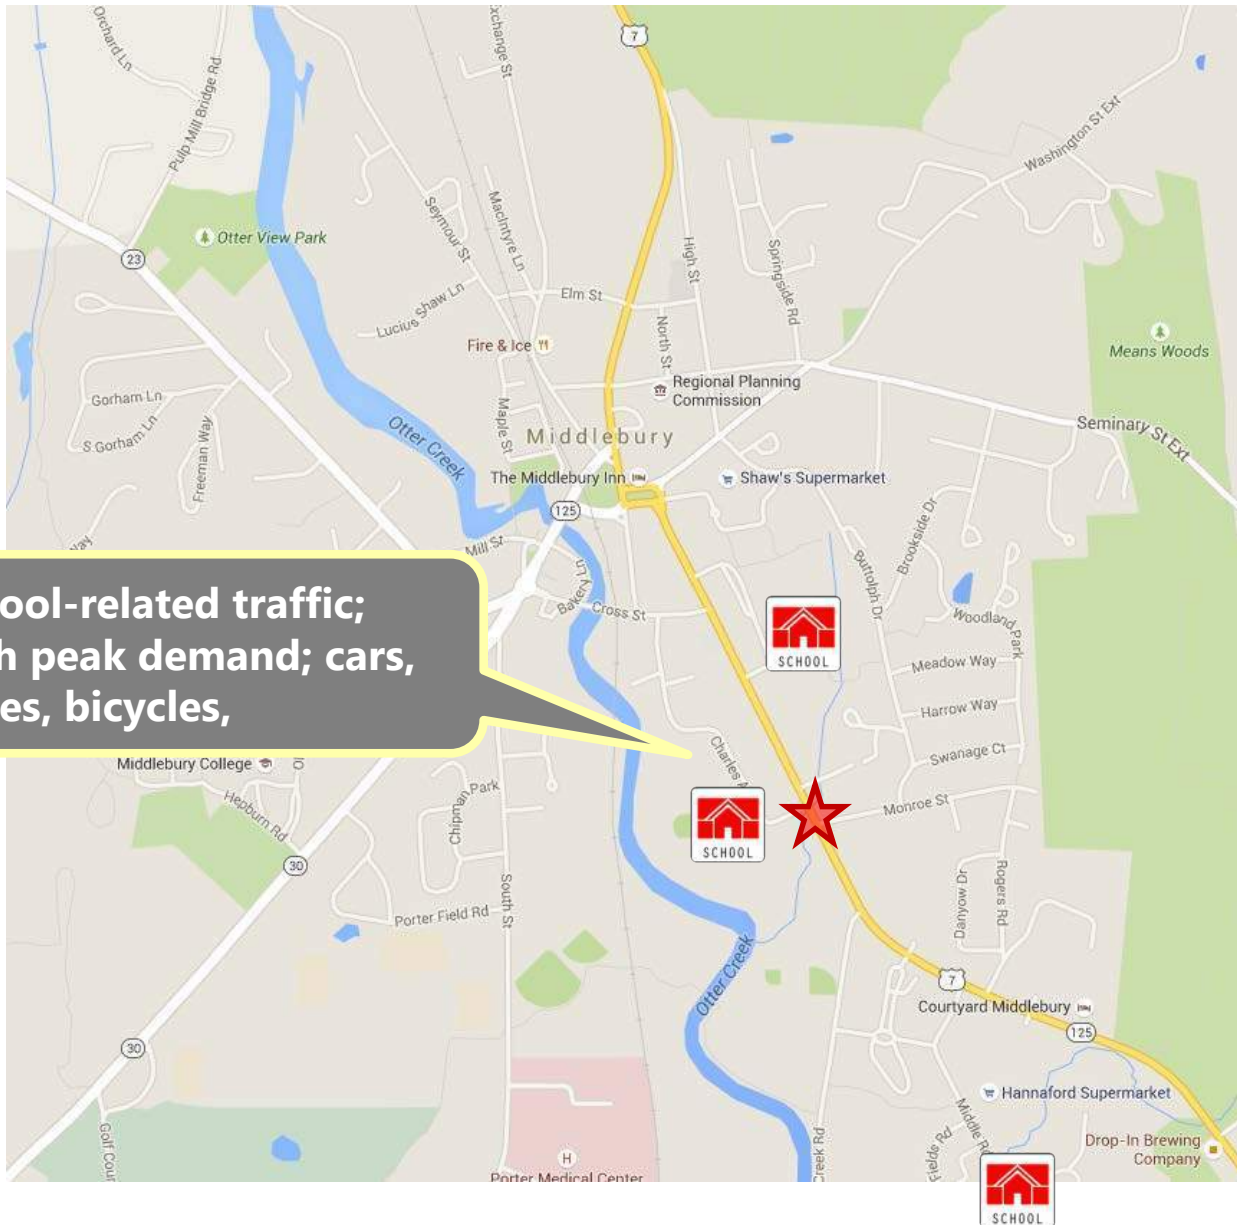 Orchard Ln
Pulp Mill Bridge Rd
Exchange St
7
Washington St Ext
Otter View Park
23
Seymour St
MacIntyre Ln
High St
Springside Rd
Lucius Shaw Ln
Elm St
North St
Fire & Ice
Means Woods
Regional Planning
Commission
Gorham Ln
S Gorham Ln
Freeman Way
Maple St
Otter Creek
Middlebury
Seminary St Ext
The Middlebury Inn
Shaw's Supermarket
125
Brookside Dr
Buttolph Dr
Mill St
Bakery Ln
Cross St
Woodland Park
ool-related traffic;
h peak demand; cars,
es, bicycles,
SCHOOL
Meadow Way
Harrow Way
Swanage Ct
Middlebury College
Charles A
Hepburn Rd
Chipman Park
Monroe St
SCHOOL
30
South St
Porter Field Rd
Danyow Dr
Rogers Rd
Otter Creek
7
Courtyard Middlebury
125
30
Hannaford Supermarket
Golf Cour
Creek Rd
Fields Rd
Middle Rd
Drop-In Brewing
Company
H
Porter Medical Center
SCHOOL